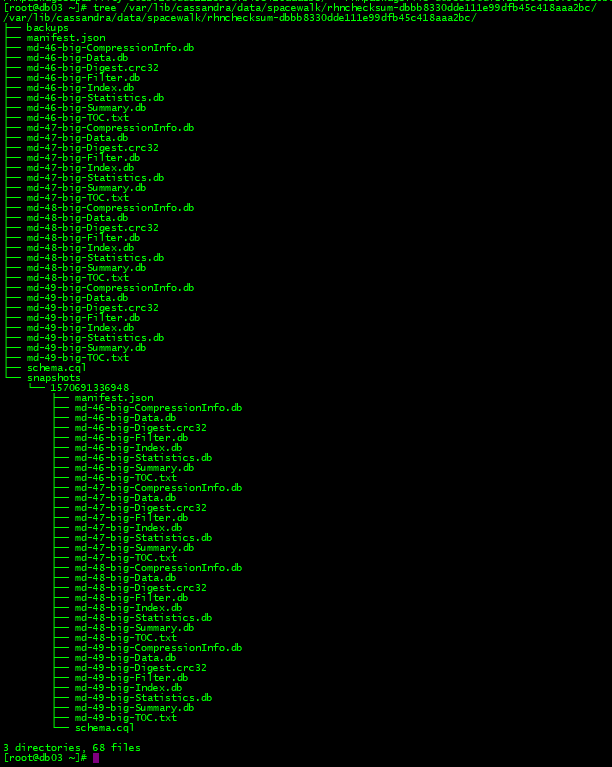 [root@db03 ~]# tree /var/lib/cassandra/data/spacewalk/rhnchecksum-dbbb8330dde111e99dfb45c418aaa2bc/
/var/lib/cassandra/data/spacewalk/rhnchecksum-dbbb8330dde111e99dfb45c418aaa2bc/
├── backups
├── manifest.json
├── md-46-big-CompressionInfo.db
├── md-46-big-Data.db
├── md-46-big-Digest.crc32
├── md-46-big-Filter.db
├── md-46-big-Index.db
├── md-46-big-Statistics.db
├── md-46-big-Summary.db
├── md-46-big-TOC.txt
├── md-47-big-CompressionInfo.db
├── md-47-big-Data.db
├── md-47-big-Digest.crc32
├── md-47-big-Filter.db
├── md-47-big-Index.db
├── md-47-big-Statistics.db
├── md-47-big-Summary.db
├── md-47-big-TOC.txt
├── md-48-big-CompressionInfo.db
├── md-48-big-Data.db
├── md-48-big-Digest.crc32
├── md-48-big-Filter.db
├── md-48-big-Index.db
├── md-48-big-Statistics.db
├── md-48-big-Summary.db
├── md-48-big-TOC.txt
├── md-49-big-CompressionInfo.db
├── md-49-big-Data.db
├── md-49-big-Digest.crc32
├── md-49-big-Filter.db
├── md-49-big-Index.db
├── md-49-big-Statistics.db
├── md-49-big-Summary.db
├── md-49-big-TOC.txt
├── schema.cql
└── snapshots
    └── 1570691336948
        ├── manifest.json
        ├── md-46-big-CompressionInfo.db
        ├── md-46-big-Data.db
        ├── md-46-big-Digest.crc32
        ├── md-46-big-Filter.db
        ├── md-46-big-Index.db
        ├── md-46-big-Statistics.db
        ├── md-46-big-Summary.db
        ├── md-46-big-TOC.txt
        ├── md-47-big-CompressionInfo.db
        ├── md-47-big-Data.db
        ├── md-47-big-Digest.crc32
        ├── md-47-big-Filter.db
        ├── md-47-big-Index.db
        ├── md-47-big-Statistics.db
        ├── md-47-big-Summary.db
        ├── md-47-big-TOC.txt
        ├── md-48-big-CompressionInfo.db
        ├── md-48-big-Data.db
        ├── md-48-big-Digest.crc32
        ├── md-48-big-Filter.db
        ├── md-48-big-Index.db
        ├── md-48-big-Statistics.db
        ├── md-48-big-Summary.db
        ├── md-48-big-TOC.txt
        ├── md-49-big-CompressionInfo.db
        ├── md-49-big-Data.db
        ├── md-49-big-Digest.crc32
        ├── md-49-big-Filter.db
        ├── md-49-big-Index.db
        ├── md-49-big-Statistics.db
        ├── md-49-big-Summary.db
        ├── md-49-big-TOC.txt
        └── schema.cql

3 directories, 68 files
[root@db03 ~]#